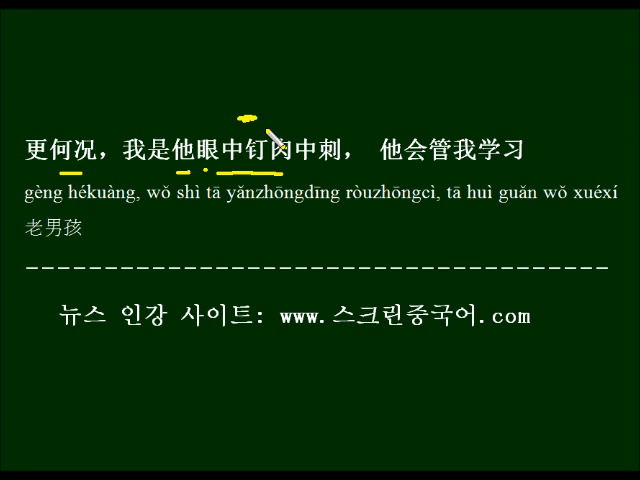 更何况，我是他眼中钉肉中刺， 他会管我学习
gèng hékuàng, wǒ shì tā yǎnzhōngdīng ròuzhōngcì, tā huì guǎn wǒ xuéxí
老男孩
--------------------------------------
뉴스 인강 사이트: www.스크린중국어.com